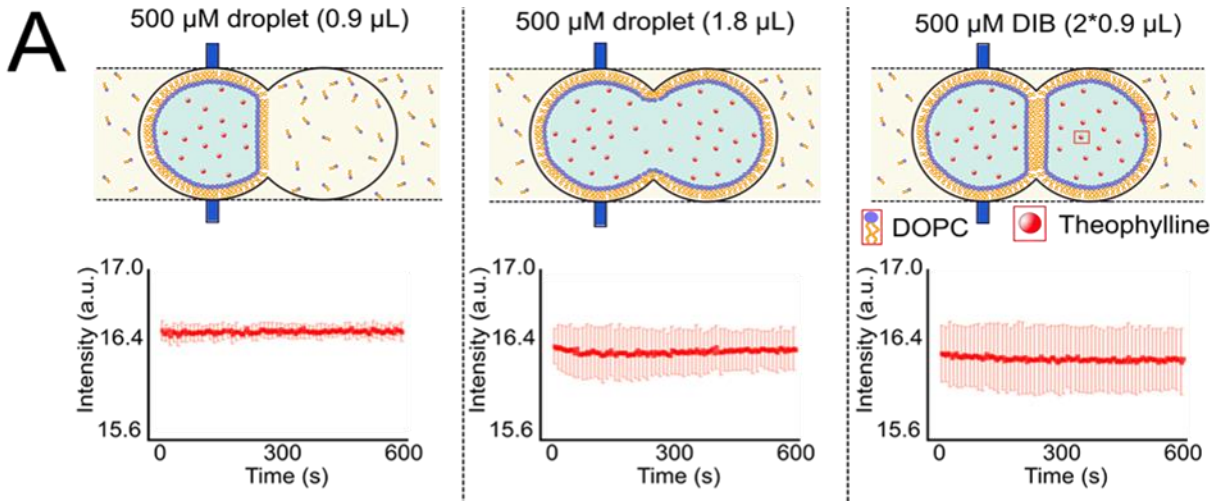 A
500 µM droplet (0.9 µL)
500 µM droplet (1.8 µL)
500 µM DIB (2*0.9 µL)
DOPC
Theophylline
Intensity (a.u.)
17.0
16.4
15.6
0
300
600
Time (s)
Intensity (a.u.)
17.0
16.4
15.6
0
300
600
Time (s)
Intensity (a.u.)
17.0
16.4
15.6
0
300
600
Time (s)